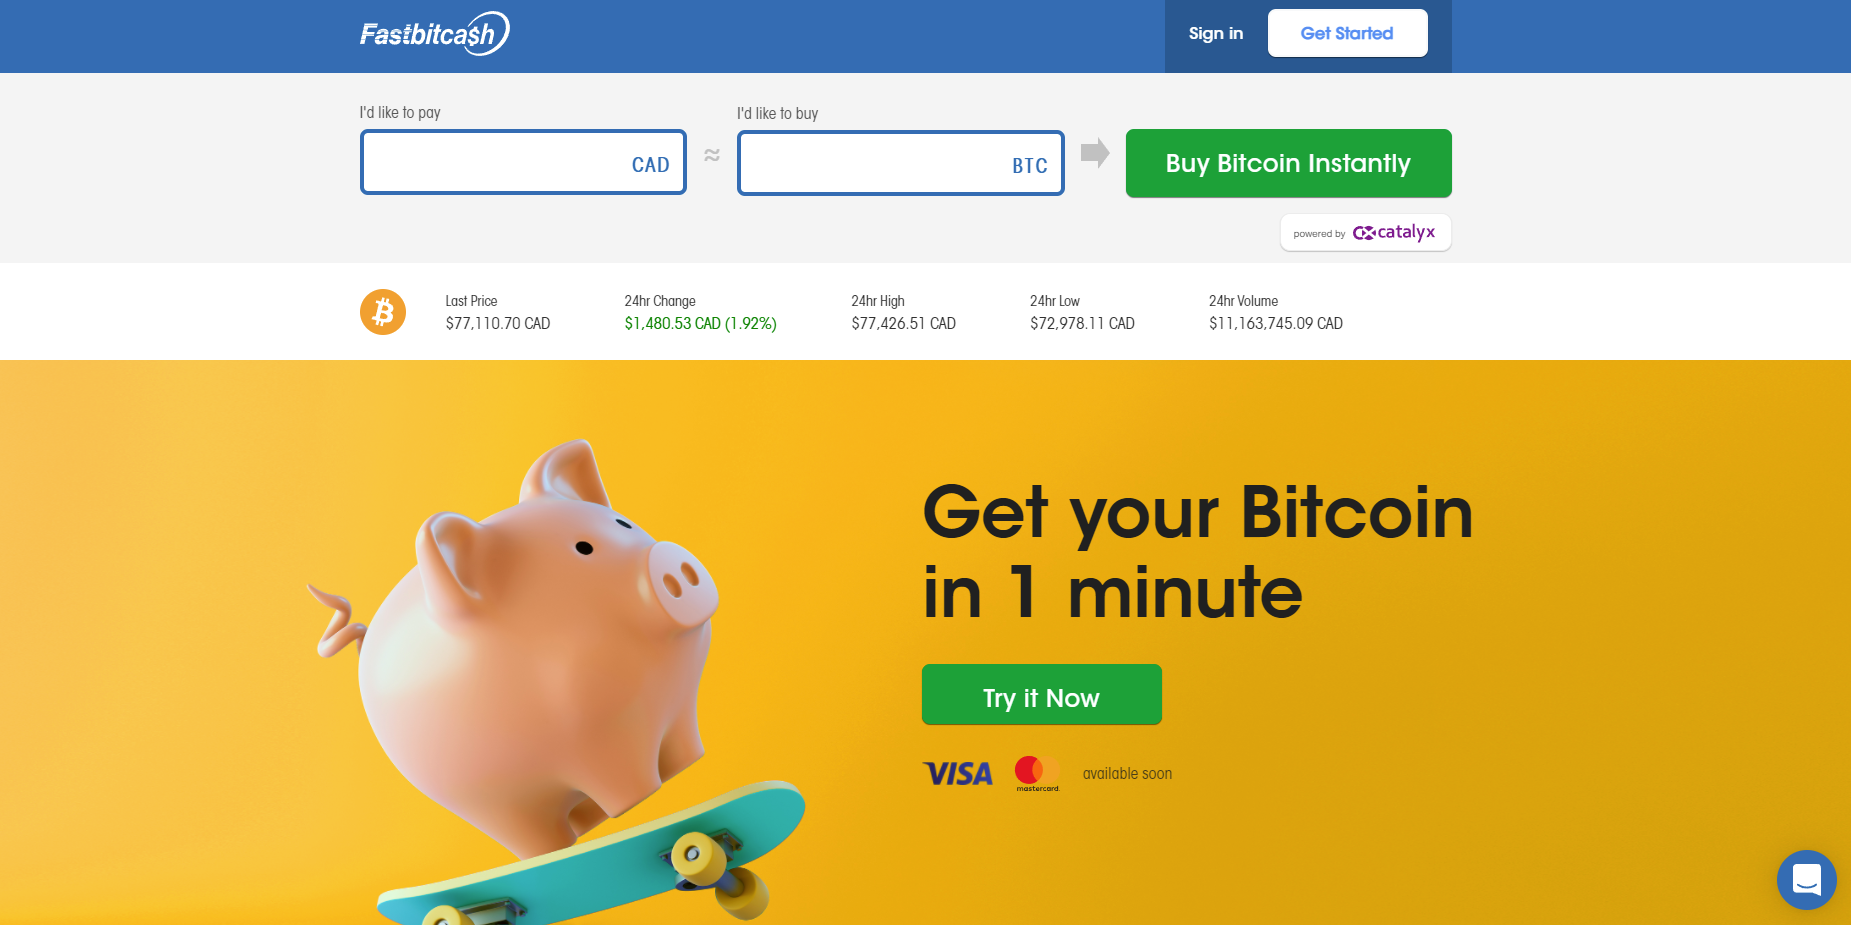 Fastbitca$h
Sign in
Get Started
I'd like to pay
CAD
≈
I'd like to buy
BTC
Buy Bitcoin Instantly
powered by catalyx
Last Price
$77,110.70 CAD
24hr Change
$1,480.53 CAD (1.92%)
24hr High
$77,426.51 CAD
24hr Low
$72,978.11 CAD
24hr Volume
$11,163,745.09 CAD
Get your Bitcoin
in 1 minute
Try it Now
VISA
mastercard.
available soon